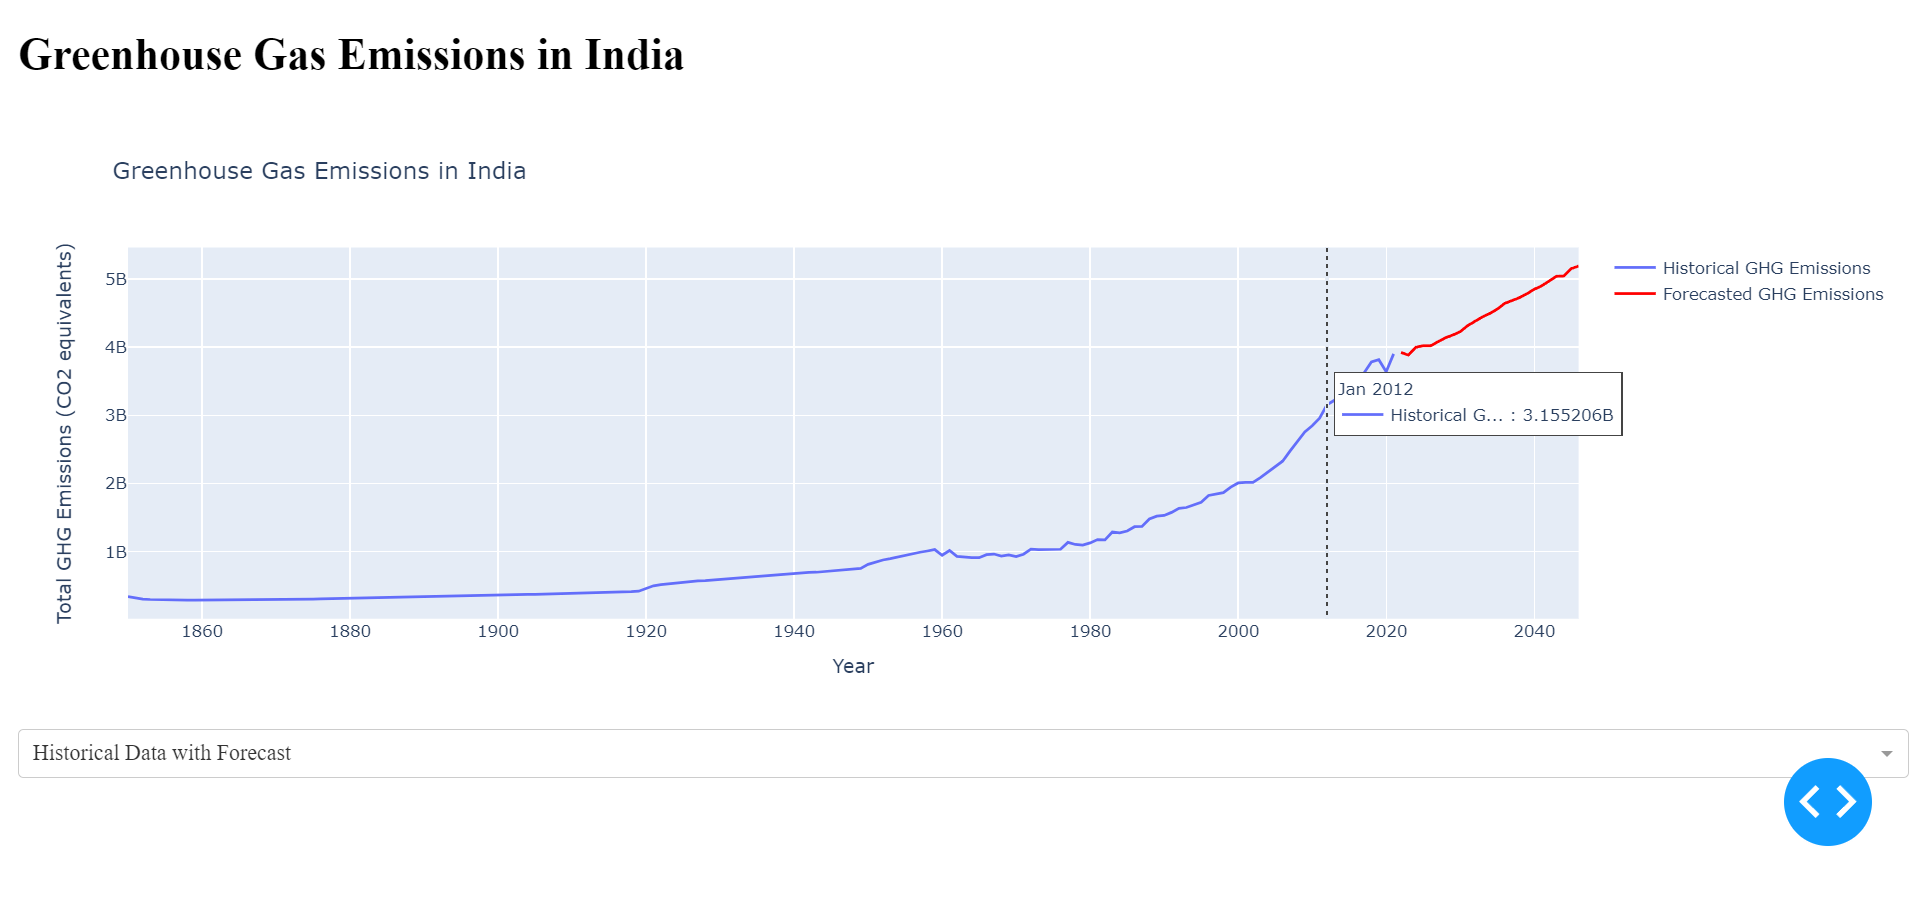 Greenhouse Gas Emissions in India
Greenhouse Gas Emissions in India
Total GHG Emissions (CO2 equivalents)
5B
4B
3B
2B
1B
Historical GHG Emissions
Forecasted GHG Emissions
Jan 2012
Historical G... : 3.155206B
1860 1880 1900 1920 1940 1960 1980 2000 2020 2040
Year
Historical Data with Forecast